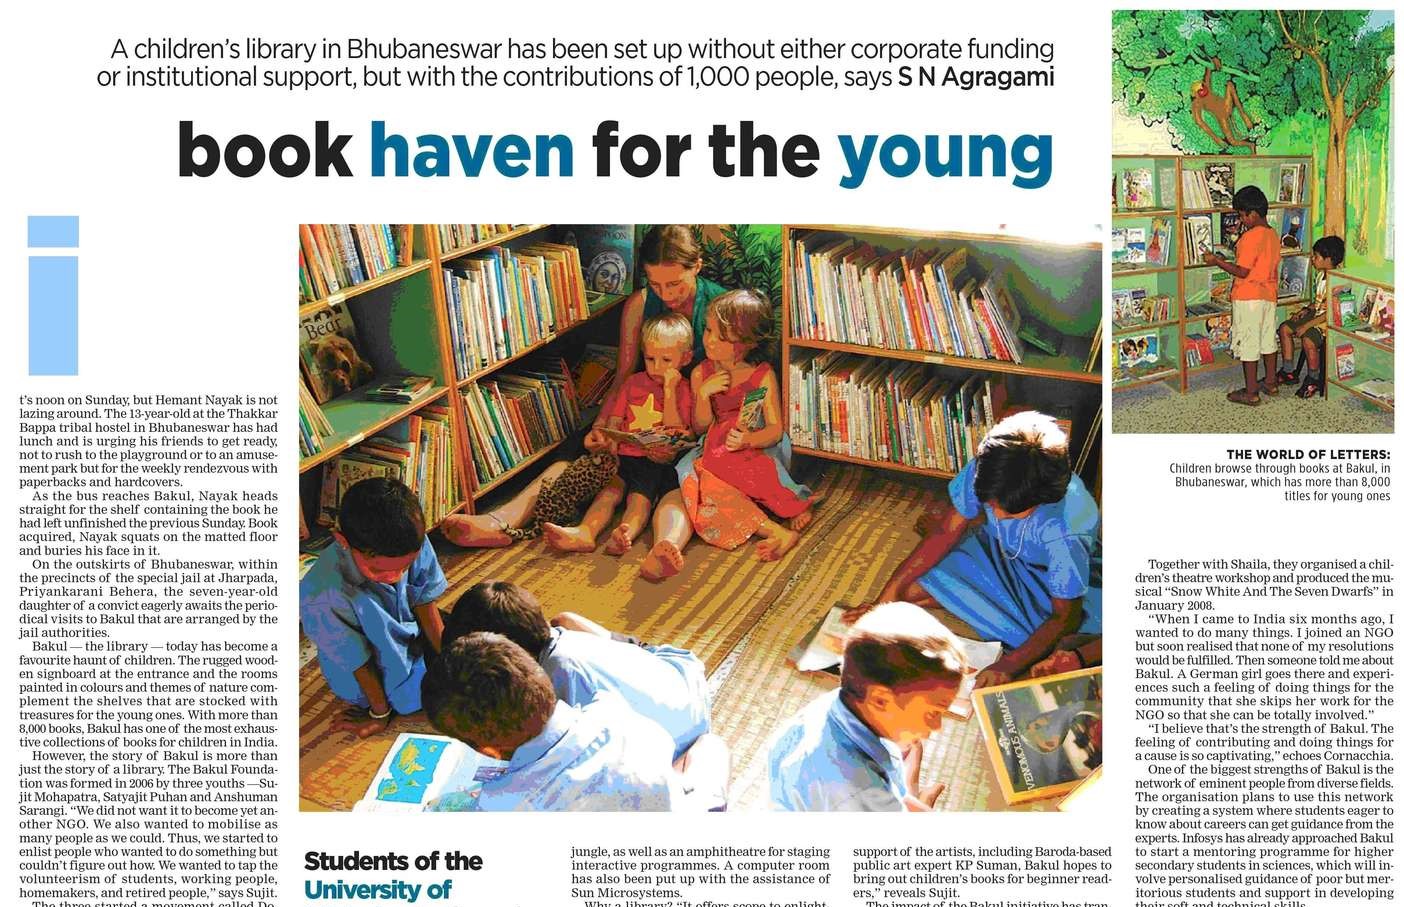 A children's library in Bhubaneswar has been set up without either corporate funding
or institutional support, but with the contributions of 1,000 people, says S N Agragami
book haven for the young
i
t's noon on Sunday, but Hemant Nayak is not
lazing around. The 13-year-old at the Thakkar
Bappa tribal hostel in Bhubaneswar has had
lunch and is urging his friends to get ready,
not to rush to the playground or to an amuse-
ment park but for the weekly rendezvous with
paperbacks and hardcovers.
As the bus reaches Bakul, Nayak heads
straight for the shelf containing the book he
had left unfinished the previous Sunday. Book
acquired, Nayak squats on the matted floor
and buries his face in it.
On the outskirts of Bhubaneswar, within
the precincts of the special jail at Jharpada,
Priyankarani Behera, the seven-year-old
daughter of a convict eagerly awaits the perio-
dical visits to Bakul that are arranged by the
jail authorities.
Bakul — the library — today has become a
favourite haunt of children. The rugged wood-
en signboard at the entrance and the rooms
painted in colours and themes of nature com-
plement the shelves that are stocked with
treasures for the young ones. With more than
8,000 books, Bakul has one of the most exhaus-
tive collections of books for children in India.
However, the story of Bakul is more than
just the story of a library. The Bakul Founda-
tion was formed in 2006 by three youths —Su-
jit Mohapatra, Satyajit Puhan and Anshuman
Sarangi. “We did not want it to become yet an-
other NGO. We also wanted to mobilise as
many people as we could. Thus, we started to
enlist people who wanted to do something but
couldn't figure out how. We wanted to tap the
volunteerism of students, working people,
homemakers, and retired people,” says Sujit.
The three started a movement called Do-
Bear
VENOMOUS ANIMALS
Students of the
University of
jungle, as well as an amphitheatre for staging
interactive programmes. A computer room
has also been put up with the assistance of
Sun Microsystems.
Why a library? “It offers scope to enlight-
support of the artists, including Baroda-based
public art expert KP Suman, Bakul hopes to
bring out children's books for beginner read-
ers,” reveals Sujit.
The impact of the Bakul initiative has tran-
THE WORLD OF LETTERS:
Children browse through books at Bakul, in
Bhubaneswar, which has more than 8,000
titles for young ones
Together with Shaila, they organised a chil-
dren's theatre workshop and produced the mu-
sical “Snow White And The Seven Dwarfs” in
January 2008.
“When I came to India six months ago, I
wanted to do many things. I joined an NGO
but soon realised that none of my resolutions
would be fulfilled. Then someone told me about
Bakul. A German girl goes there and experi-
ences such a feeling of doing things for the
community that she skips her work for the
NGO so that she can be totally involved.”
“I believe that's the strength of Bakul. The
feeling of contributing and doing things for
a cause is so captivating,” echoes Cornacchia.
One of the biggest strengths of Bakul is the
network of eminent people from diverse fields.
The organisation plans to use this network
by creating a system where students eager to
know about careers can get guidance from the
experts. Infosys has already approached Bakul
to start a mentoring programme for higher
secondary students in sciences, which will in-
volve personalised guidance of poor but mer-
itorious students and support in developing
their soft and technical skills.